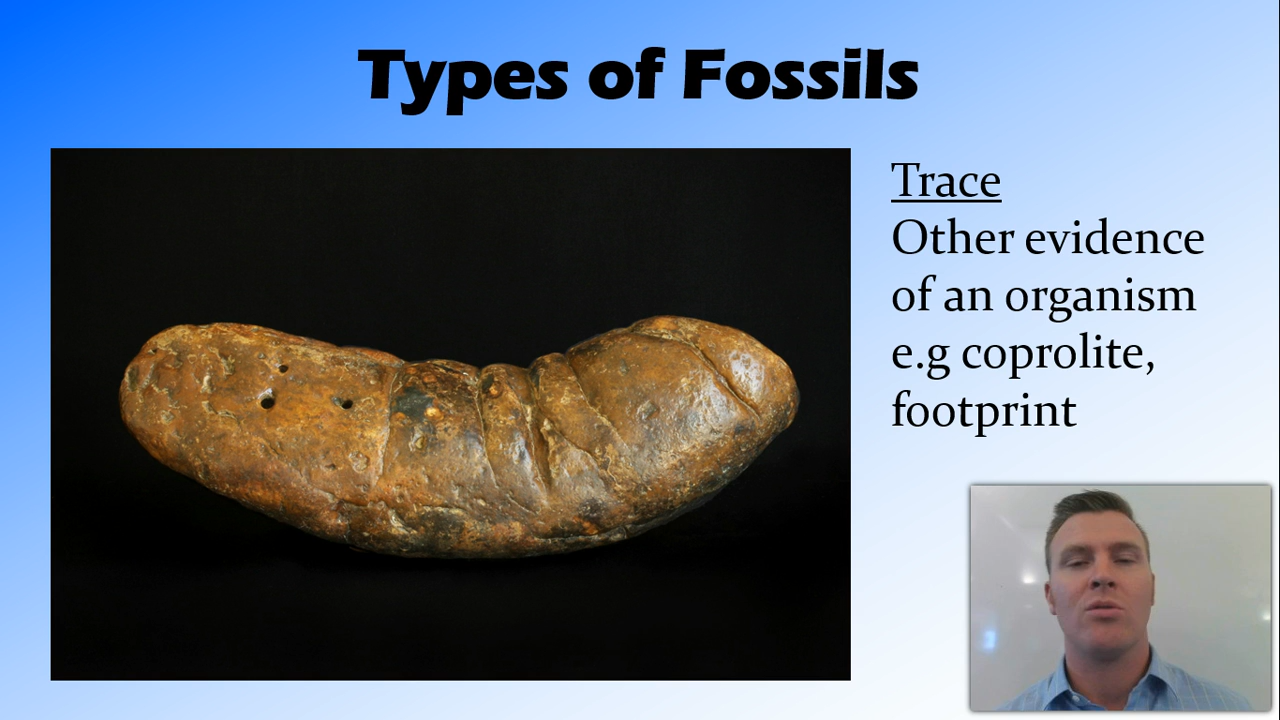 Types of Fossils
Trace
Other evidence
of an organism
e.g coprolite,
footprint